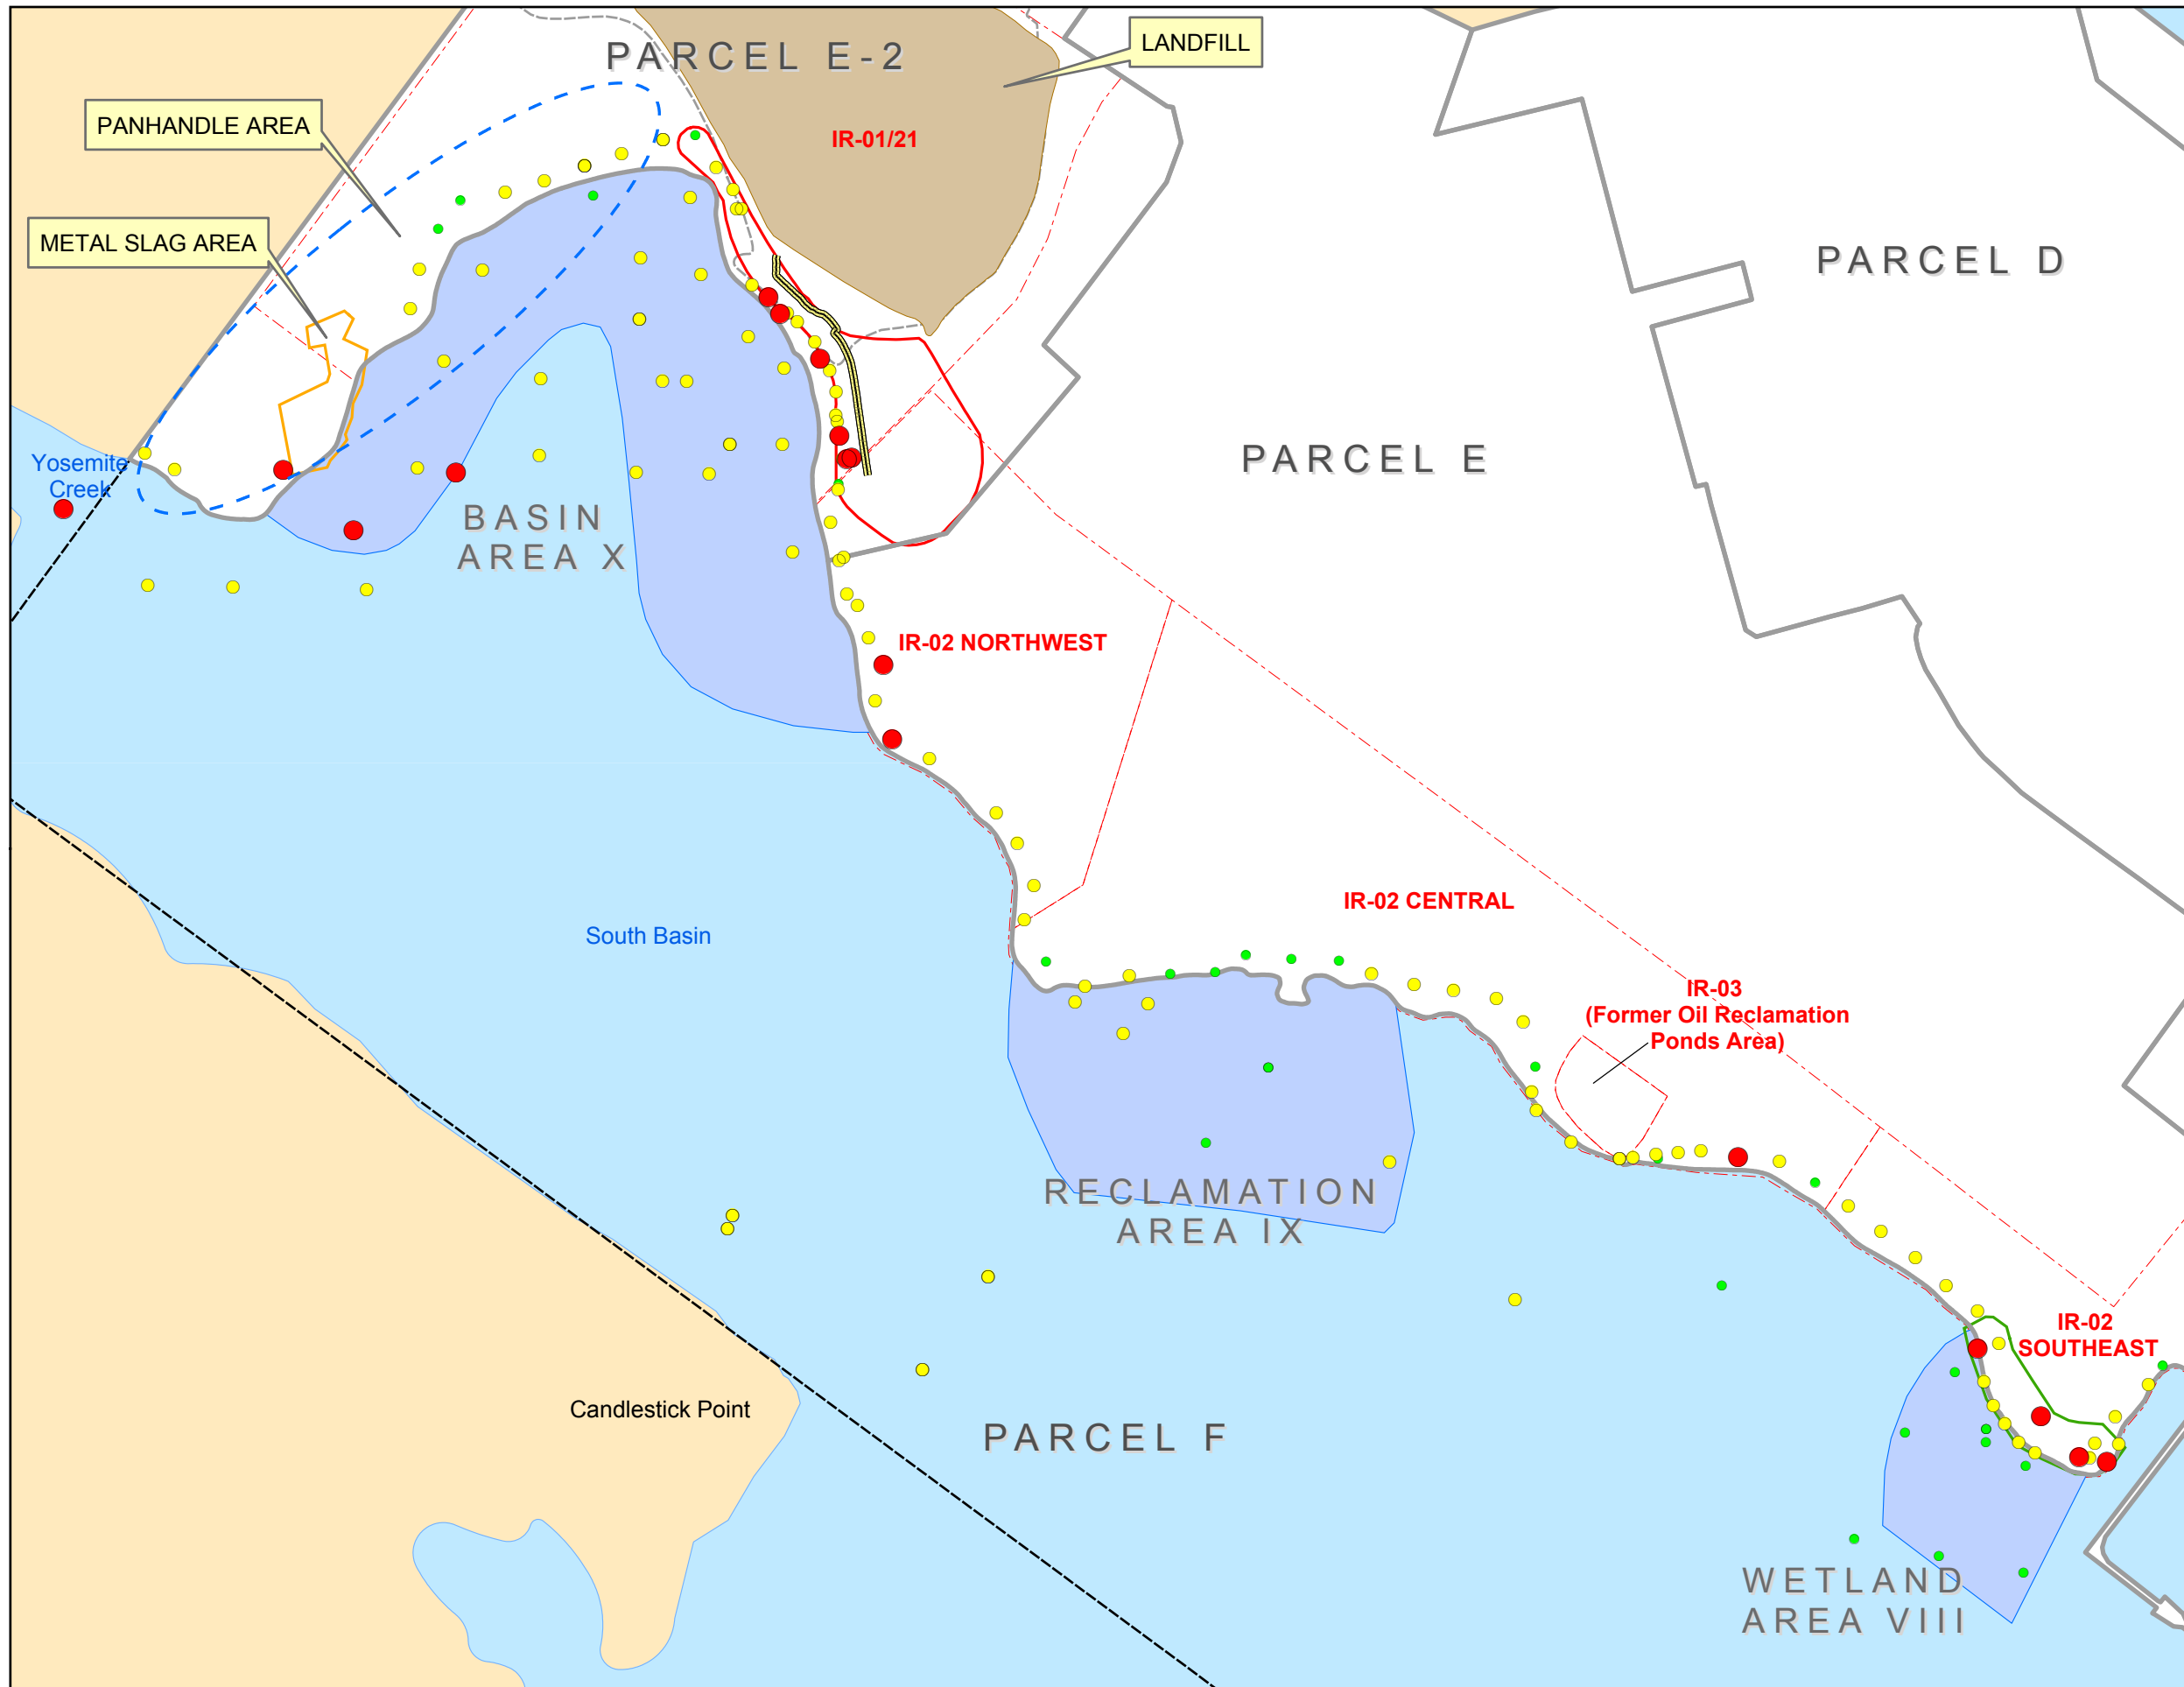 LANDFILL
PARCEL E-2
PANHANDLE AREA
IR-01/21
METAL SLAG AREA
PARCEL D
PARCEL E
Yosemite
Creek
BASIN
AREA X
IR-02 NORTHWEST
IR-02 CENTRAL
South Basin
IR-03
(Former Oil Reclamation
Ponds Area)
RECLAMATION
AREA IX
IR-02
SOUTHEAST
Candlestick Point
PARCEL F
WETLAND
AREA VIII